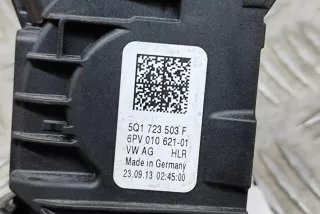 5Q1 723 503 F
6PV 010 621-01
VW AG HLR
Made in Germany
23.09.13 02:45:00